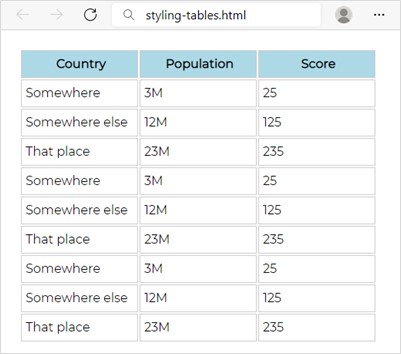 styling-tables.html
Country Population Score
Somewhere 3M 25
Somewhere else 12M 125
That place 23M 235
Somewhere 3M 25
Somewhere else 12M 125
That place 23M 235
Somewhere 3M 25
Somewhere else 12M 125
That place 23M 235